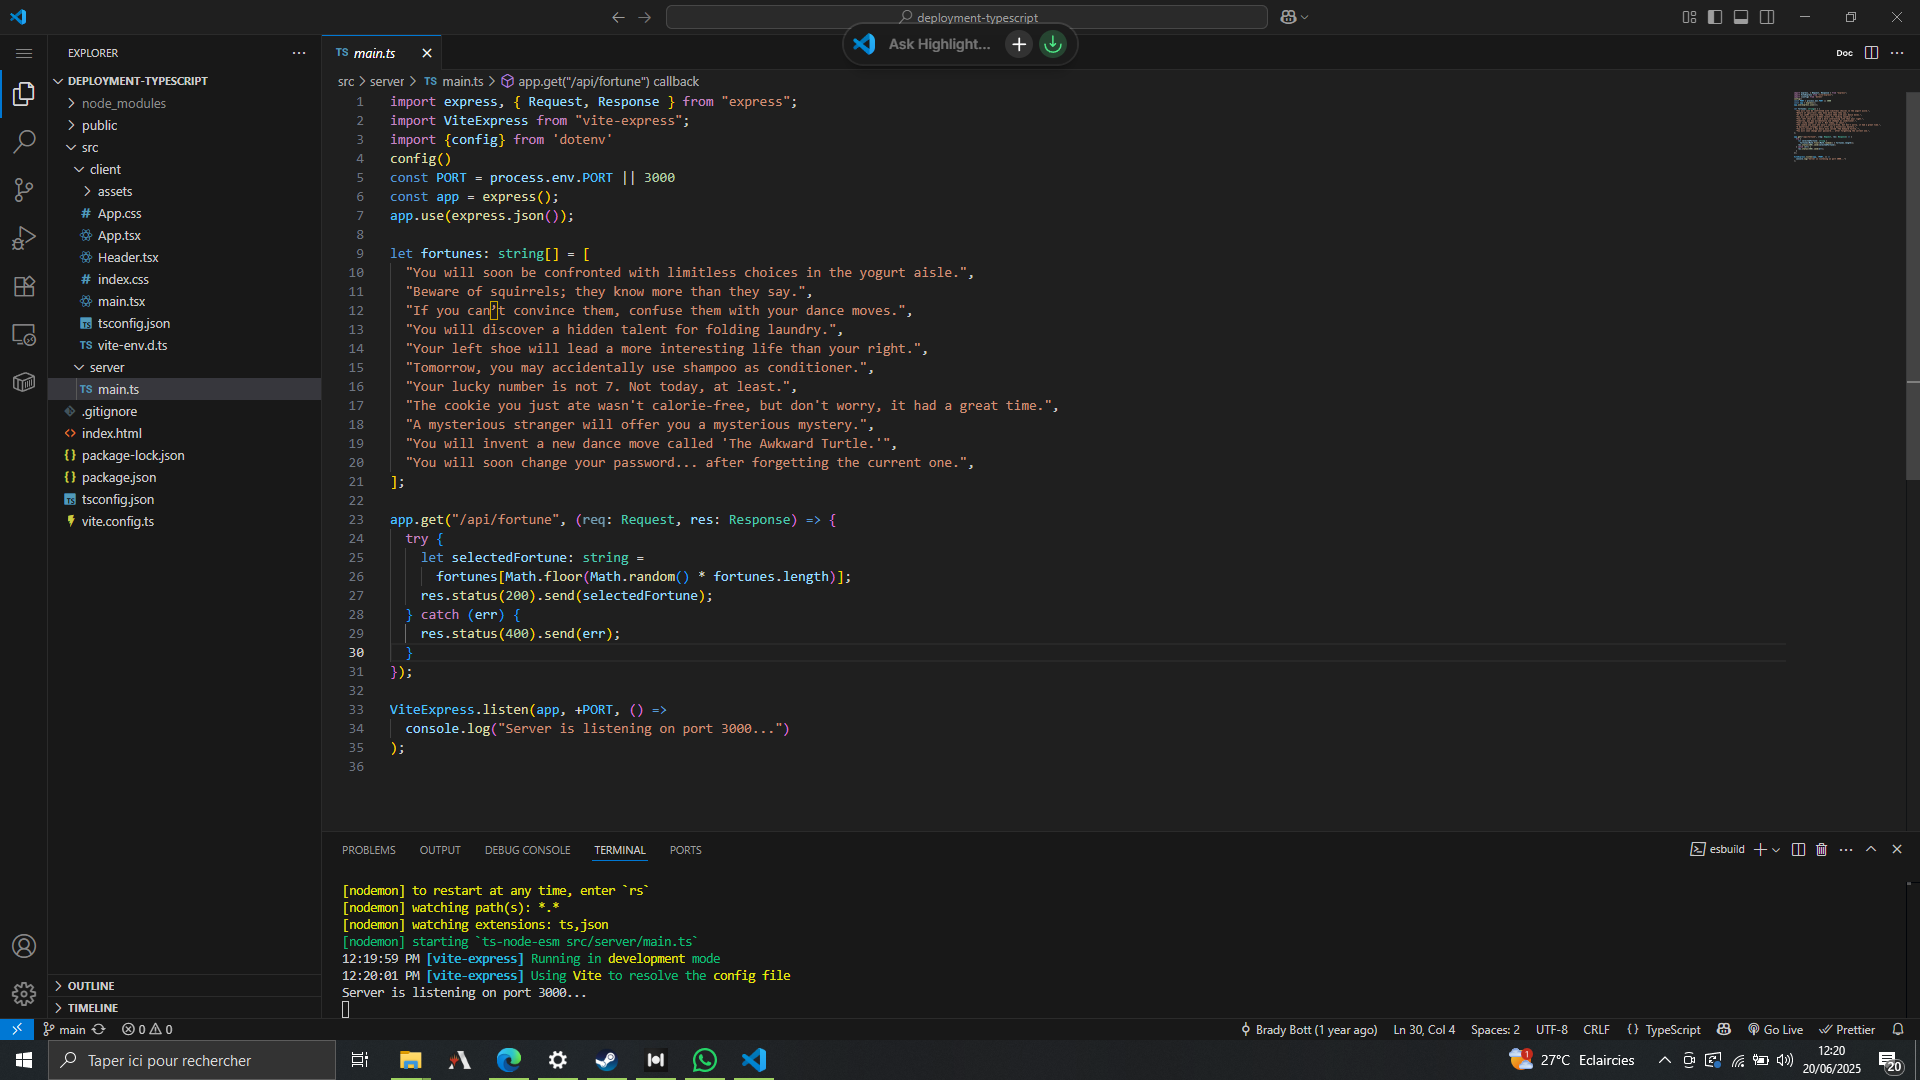 deployment-typescript
Ask Highlight...
EXPLORER
TS main.ts
Doc
DEPLOYMENT-TYPESCRIPT
node_modules
public
src
client
assets
# App.css
App.tsx
Header.tsx
# index.css
main.tsx
TS tsconfig.json
TS vite-env.d.ts
server
TS main.ts
.gitignore
<> index.html
{} package-lock.json
{} package.json
TS tsconfig.json
vite.config.ts
OUTLINE
TIMELINE
src > server > TS main.ts > app.get("/api/fortune") callback
1 import express, { Request, Response } from "express";
2 import ViteExpress from "vite-express";
3 import {config} from 'dotenv'
4 config()
5 const PORT = process.env.PORT || 3000
6 const app = express();
7 app.use(express.json());
8
9 let fortunes: string[] = [
10 "You will soon be confronted with limitless choices in the yogurt aisle.",
11 "Beware of squirrels; they know more than they say.",
12 "If you can’t convince them, confuse them with your dance moves.",
13 "You will discover a hidden talent for folding laundry.",
14 "Your left shoe will lead a more interesting life than your right.",
15 "Tomorrow, you may accidentally use shampoo as conditioner.",
16 "Your lucky number is not 7. Not today, at least.",
17 "The cookie you just ate wasn't calorie-free, but don't worry, it had a great time.",
18 "A mysterious stranger will offer you a mysterious mystery.",
19 "You will invent a new dance move called 'The Awkward Turtle.'",
20 "You will soon change your password... after forgetting the current one.",
21 ];
22
23 app.get("/api/fortune", (req: Request, res: Response) => {
24 try {
25 let selectedFortune: string =
26 fortunes[Math.floor(Math.random() * fortunes.length)];
27 res.status(200).send(selectedFortune);
28 } catch (err) {
29 res.status(400).send(err);
30 }
31 });
32
33 ViteExpress.listen(app, +PORT, () =>
34 console.log("Server is listening on port 3000...")
35 );
36
PROBLEMS OUTPUT DEBUG CONSOLE TERMINAL PORTS
esbuild
[nodemon] to restart at any time, enter `rs`
[nodemon] watching path(s): *.*
[nodemon] watching extensions: ts,json
[nodemon] starting `ts-node-esm src/server/main.ts`
12:19:59 PM [vite-express] Running in development mode
12:20:01 PM [vite-express] Using Vite to resolve the config file
Server is listening on port 3000...
main 0 0
Brady Bott (1 year ago) Ln 30, Col 4 Spaces: 2 UTF-8 CRLF {} TypeScript Go Live Prettier
Taper ici pour rechercher
1 27°C Eclaircies
12:20
20/06/2025
20